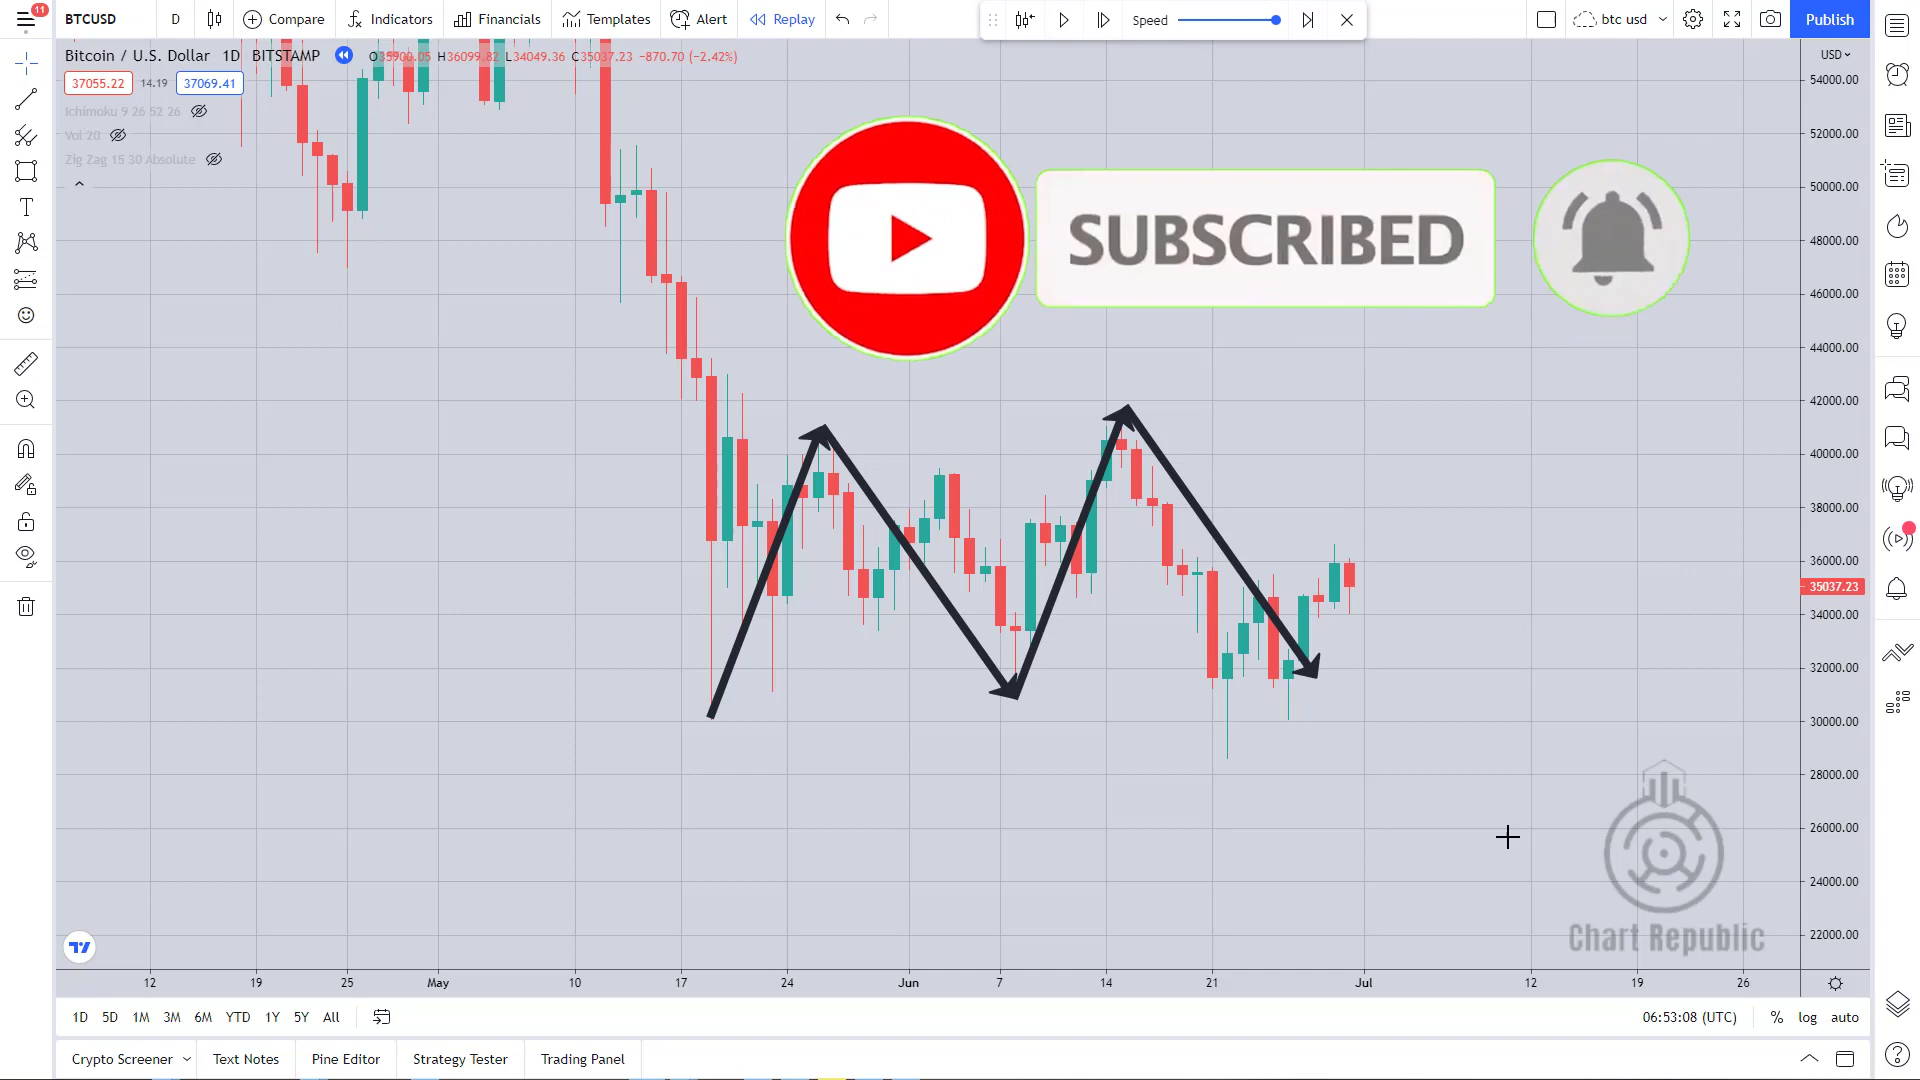 11
BTCUSD D Compare Indicators Financials Templates Alert Replay Speed btc usd Publish
Bitcoin / U.S. Dollar 1D BITSTAMP O35900.05 H36099.82 L34049.36 C35037.23 −870.70 (−2.42%)
USD
37055.22 14.19 37069.41
Ichimoku 9 26 52 26
Vol 20
Zig Zag 15 30 Absolute
SUBSCRIBED
54000.00
52000.00
50000.00
48000.00
46000.00
44000.00
42000.00
40000.00
38000.00
36000.00
35037.23
34000.00
32000.00
30000.00
28000.00
26000.00
24000.00
22000.00
Chart Republic
12 19 25 May 10 17 24 Jun 7 14 21 Jul 12 19 26
1D 5D 1M 3M 6M YTD 1Y 5Y All 06:53:08 (UTC) % log auto
Crypto Screener Text Notes Pine Editor Strategy Tester Trading Panel